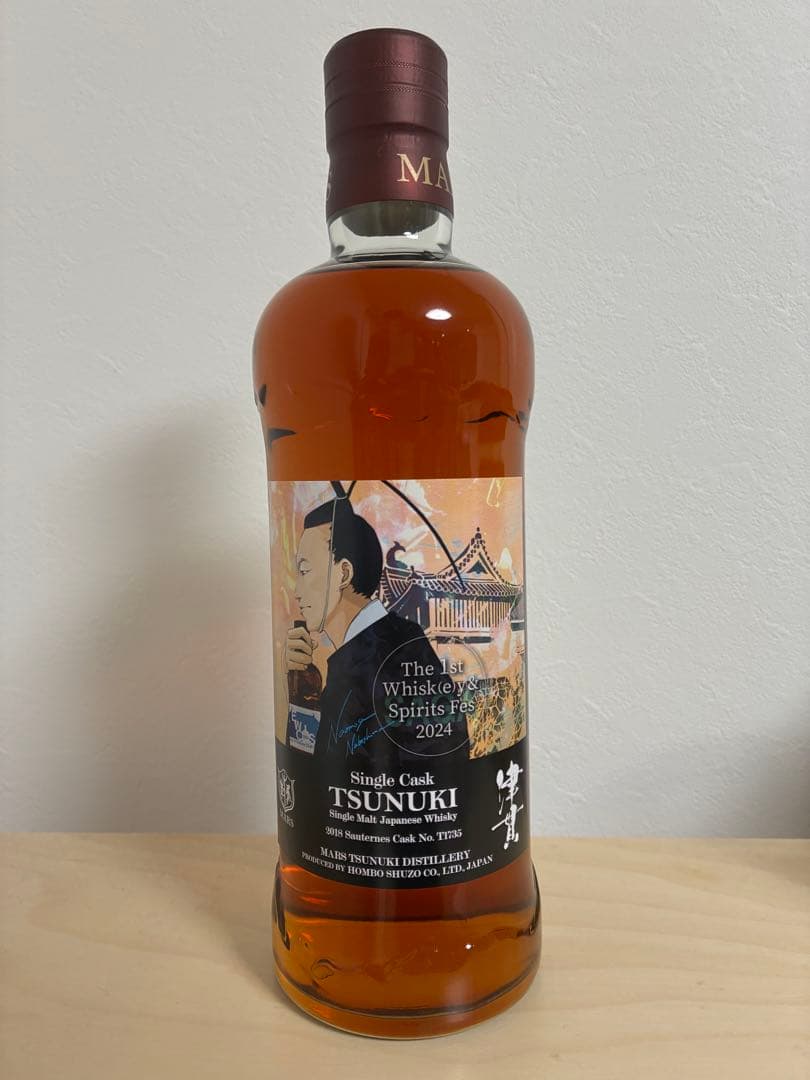 MA
The 1st
Whisk(e)y&
Spirits Fes
2024
SAGA
Single Cask
TSUNUKI
Single Malt Japanese Whisky
2018 Sauternes Cask No. T1735
MARS TSUNUKI DISTILLERY
PRODUCED BY HOMBO SHUZO CO., LTD., JAPAN
津貫